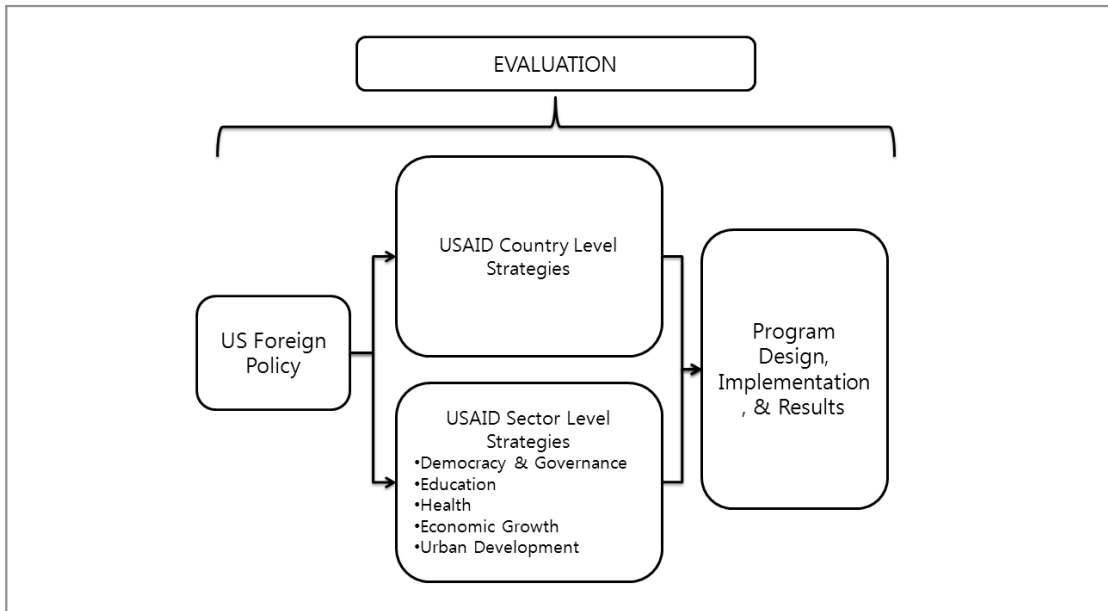 EVALUATION
USAID Country Level
Strategies
US Foreign
Policy
Program
Design,
Implementation
, & Results
USAID Sector Level
Strategies
•Democracy & Governance
•Education
•Health
•Economic Growth
•Urban Development